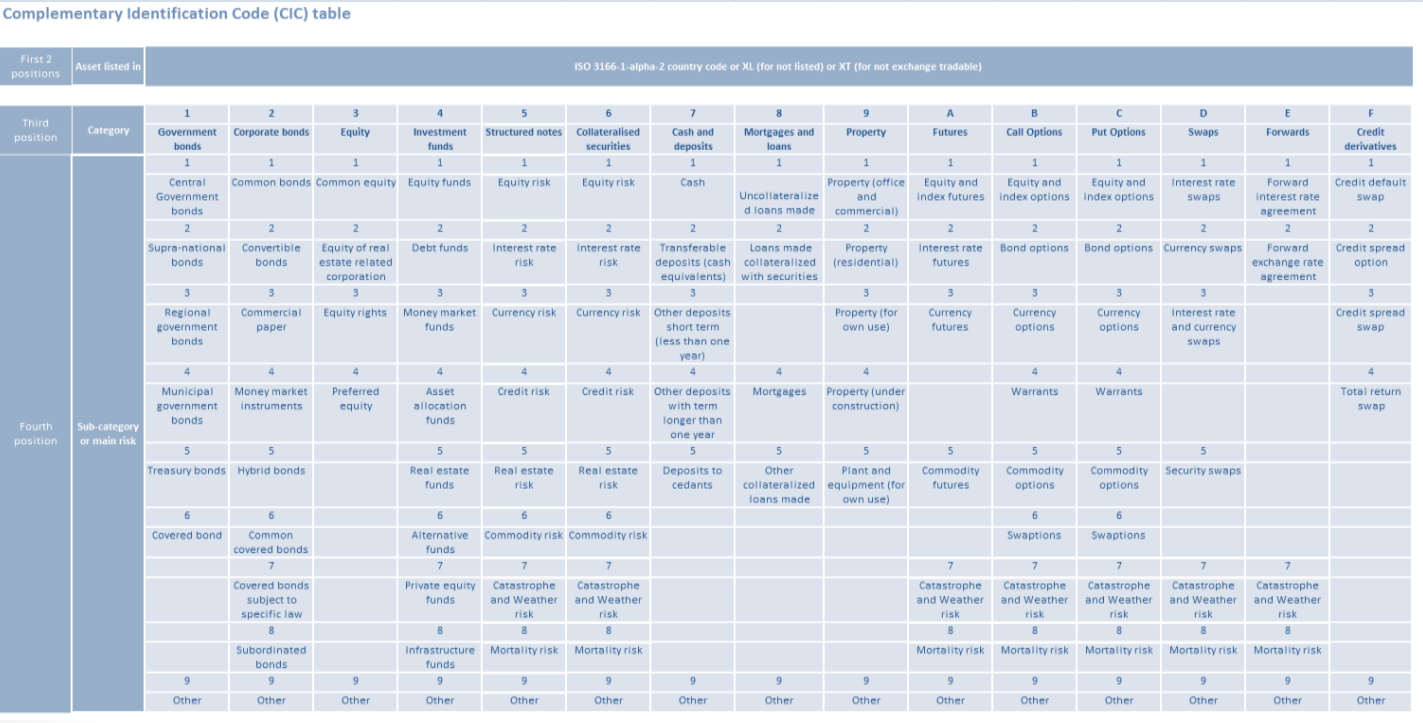 Complementary Identification Code (CIC) table
First 2 positions Asset listed in ISO 3166-1-alpha-2 country code or XL (for not listed) or XT (for not exchange tradable)
Third position Category
1 2 3 4 5 6 7 8 9 A B C D E F
Government bonds Corporate bonds Equity Investment funds Structured notes Collateralised securities Cash and deposits Mortgages and loans Property Futures Call Options Put Options Swaps Forwards Credit derivatives
Fourth position Sub-category or main risk
1 1 1 1 1 1 1 1 1 1 1 1 1 1 1
Central Government bonds Common bonds Common equity Equity funds Equity risk Equity risk Cash Uncollateralized loans made Property (office and commercial) Equity and index futures Equity and index options Equity and index options Interest rate swaps Forward interest rate agreement Credit default swap
2 2 2 2 2 2 2 2 2 2 2 2 2 2 2
Supra-national bonds Convertible bonds Equity of real estate related corporation Debt funds Interest rate risk Interest rate risk Transferable deposits (cash equivalents) Loans made collateralized with securities Property (residential) Interest rate futures Bond options Bond options Currency swaps Forward exchange rate agreement Credit spread option
3 3 3 3 3 3 3 3 3 3 3 3 3
Regional government bonds Commercial paper Equity rights Money market funds Currency risk Currency risk Other deposits short term (less than one year) Property (for own use) Currency futures Currency options Currency options Interest rate and currency swaps Credit spread swap
4 4 4 4 4 4 4 4 4 4 4 4
Municipal government bonds Money market instruments Preferred equity Asset allocation funds Credit risk Credit risk Other deposits with term longer than one year Mortgages Property (under construction) Warrants Warrants Total return swap
5 5 5 5 5 5 5 5 5 5 5 5
Treasury bonds Hybrid bonds Real estate funds Real estate risk Real estate risk Deposits to cedants Other collateralized loans made Plant and equipment (for own use) Commodity futures Commodity options Commodity options Security swaps
6 6 6 6 6 6 6
Covered bond Common covered bonds Alternative funds Commodity risk Commodity risk Swaptions Swaptions
7 7 7 7 7 7 7 7 7
Covered bonds subject to specific law Private equity funds Catastrophe and Weather risk Catastrophe and Weather risk Catastrophe and Weather risk Catastrophe and Weather risk Catastrophe and Weather risk Catastrophe and Weather risk Catastrophe and Weather risk
8 8 8 8 8 8 8 8 8
Subordinated bonds Infrastructure funds Mortality risk Mortality risk Mortality risk Mortality risk Mortality risk Mortality risk Mortality risk
9 9 9 9 9 9 9 9 9 9 9 9 9 9 9
Other Other Other Other Other Other Other Other Other Other Other Other Other Other Other